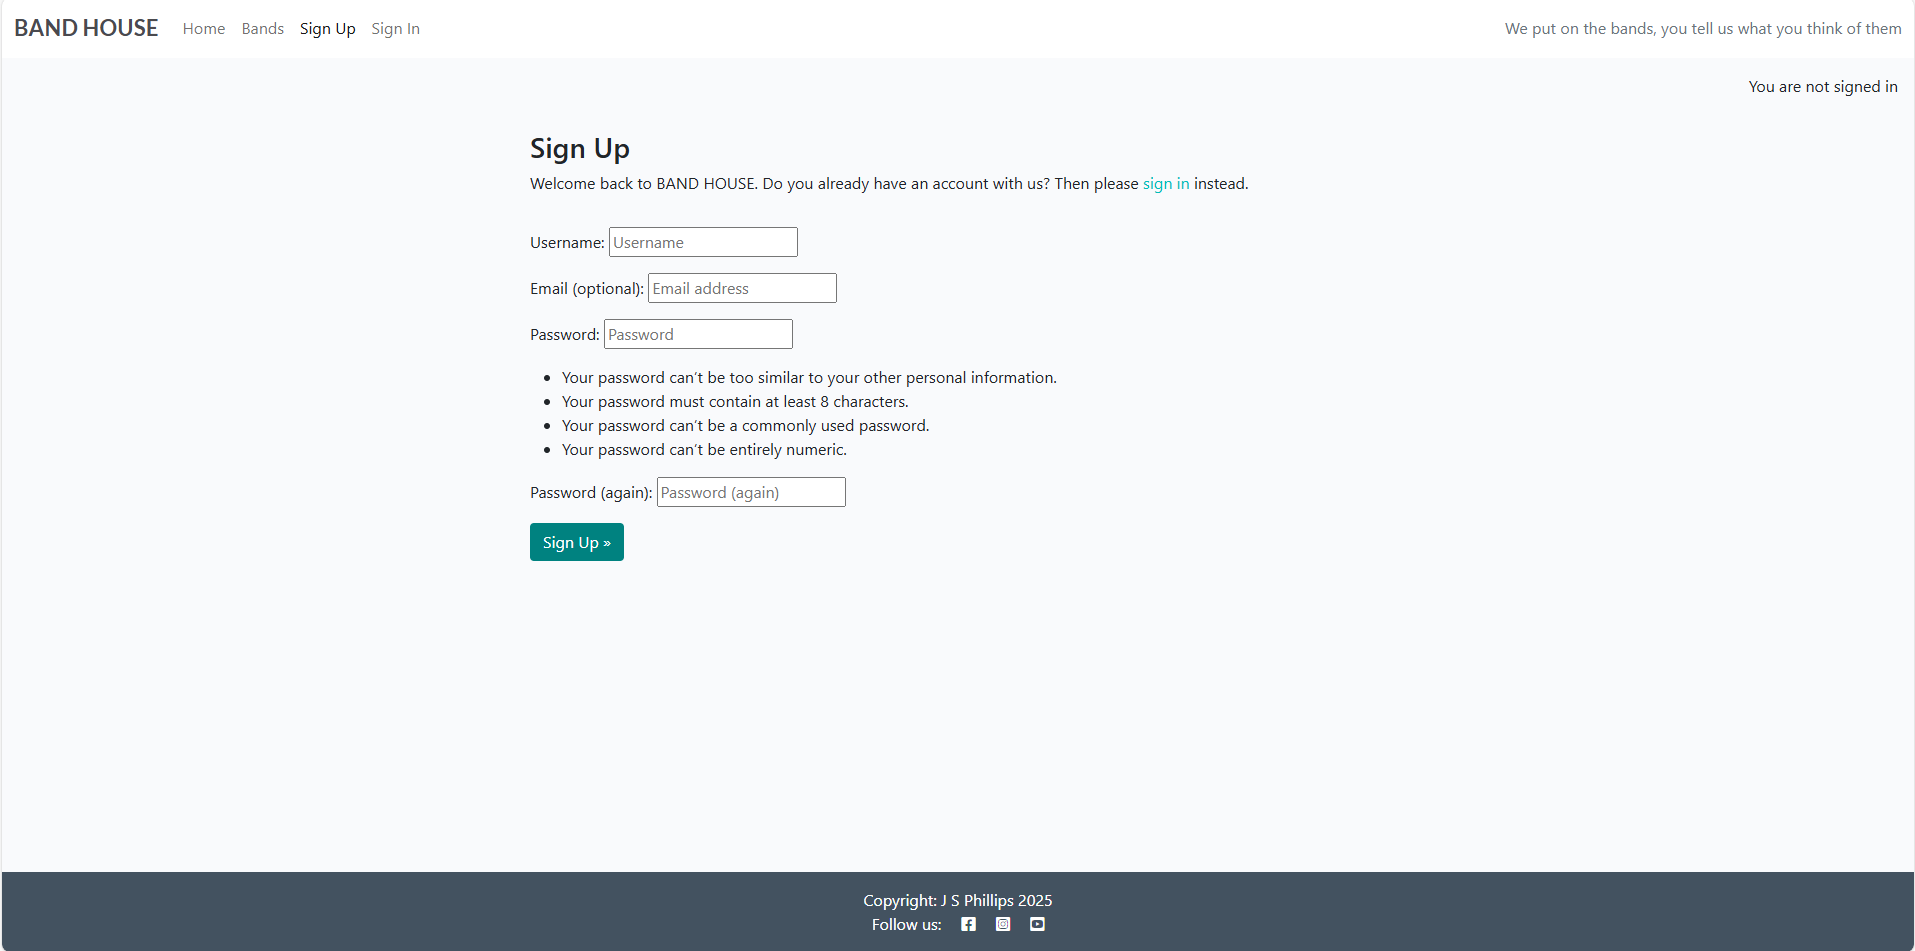 BAND HOUSE Home Bands Sign Up Sign In We put on the bands, you tell us what you think of them
You are not signed in
Sign Up
Welcome back to BAND HOUSE. Do you already have an account with us? Then please sign in instead.
Username: Username
Email (optional): Email address
Password: Password
• Your password can’t be too similar to your other personal information.
• Your password must contain at least 8 characters.
• Your password can’t be a commonly used password.
• Your password can’t be entirely numeric.
Password (again): Password (again)
Sign Up »
Copyright: J S Phillips 2025
Follow us: